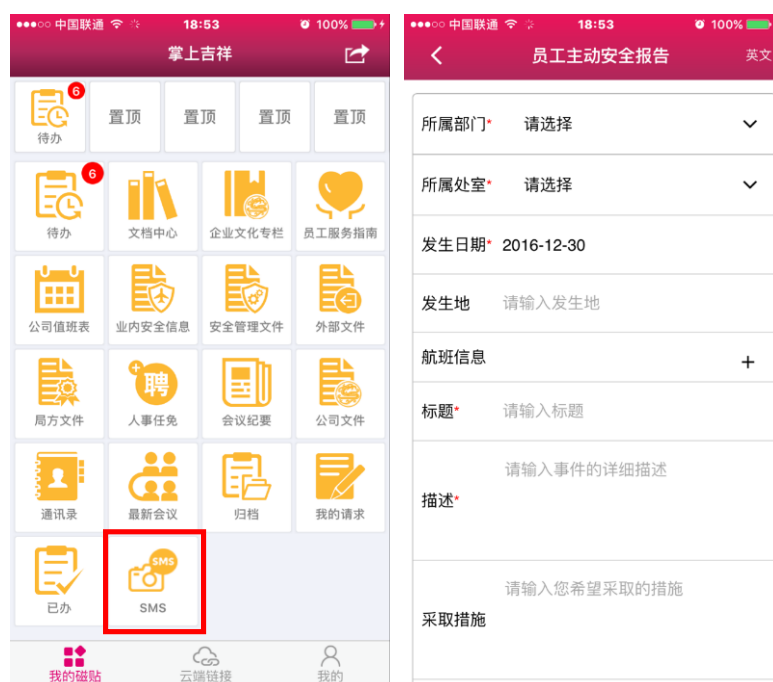 中国联通 18:53 100%
掌上吉祥
6
待办 置顶 置顶 置顶 置顶
6
待办 文档中心 企业文化专栏 员工服务指南
公司值班表 业内安全信息 安全管理文件 外部文件
聘
局方文件 人事任免 会议纪要 公司文件
通讯录 最新会议 归档 我的请求
SMS
已办 SMS
我的磁贴 云端链接 我的
中国联通 18:53 100%
员工主动安全报告 英文
所属部门* 请选择
所属处室* 请选择
发生日期* 2016-12-30
发生地 请输入发生地
航班信息 +
标题* 请输入标题
请输入事件的详细描述
描述*
请输入您希望采取的措施
采取措施